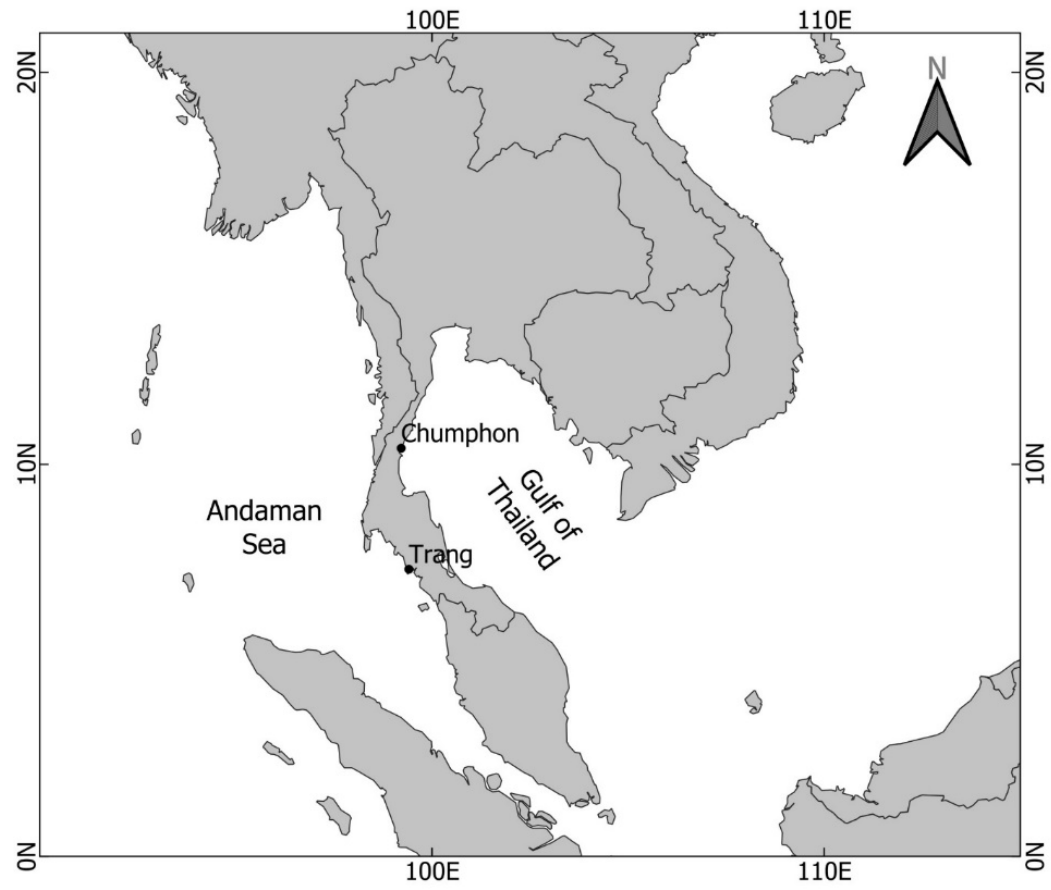 100E
110E
20N
20N
N
Chumphon
10N
10N
Gulf of
Thailand
Andaman
Sea
Trang
0N
0N
100E
110E